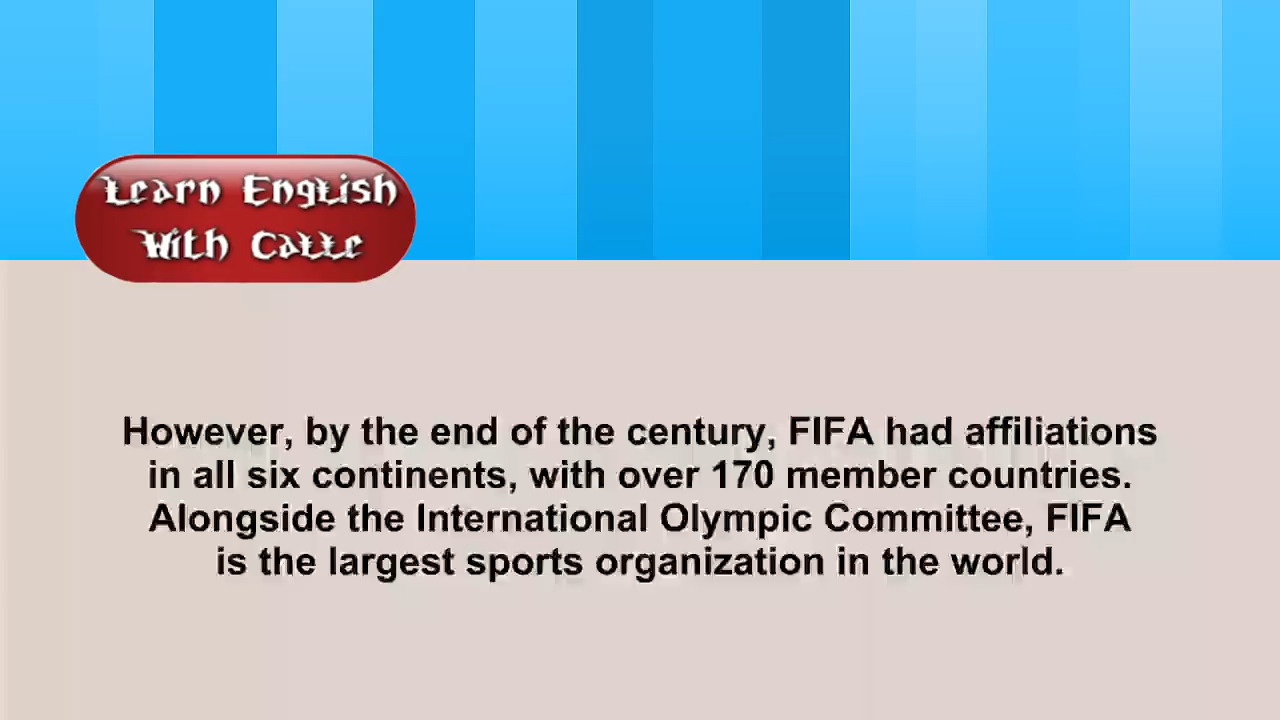 Learn English
With Catte
However, by the end of the century, FIFA had affiliations
in all six continents, with over 170 member countries.
Alongside the International Olympic Committee, FIFA
is the largest sports organization in the world.